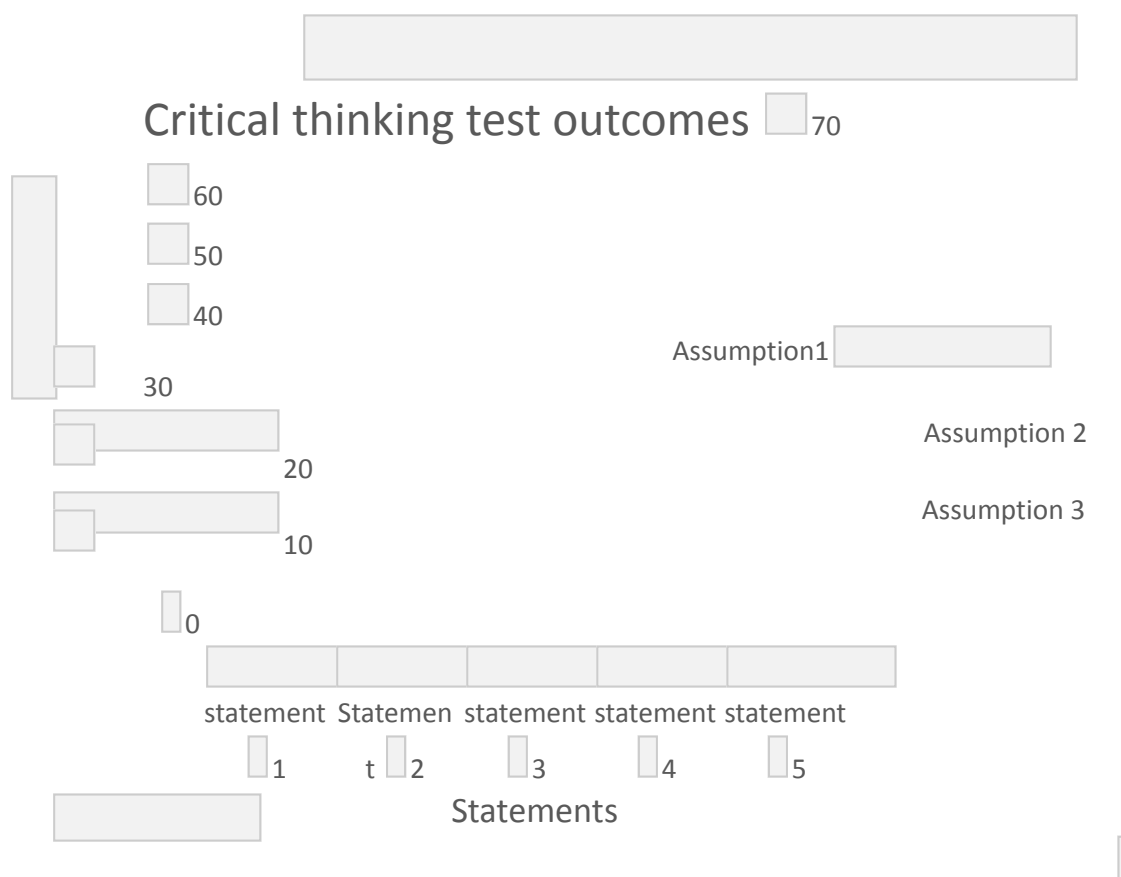 Critical thinking test outcomes 70
60
50
40
Assumption1
30
Assumption 2
20
Assumption 3
10
0
statement Statemen statement statement statement
1 t 2 3 4 5
Statements